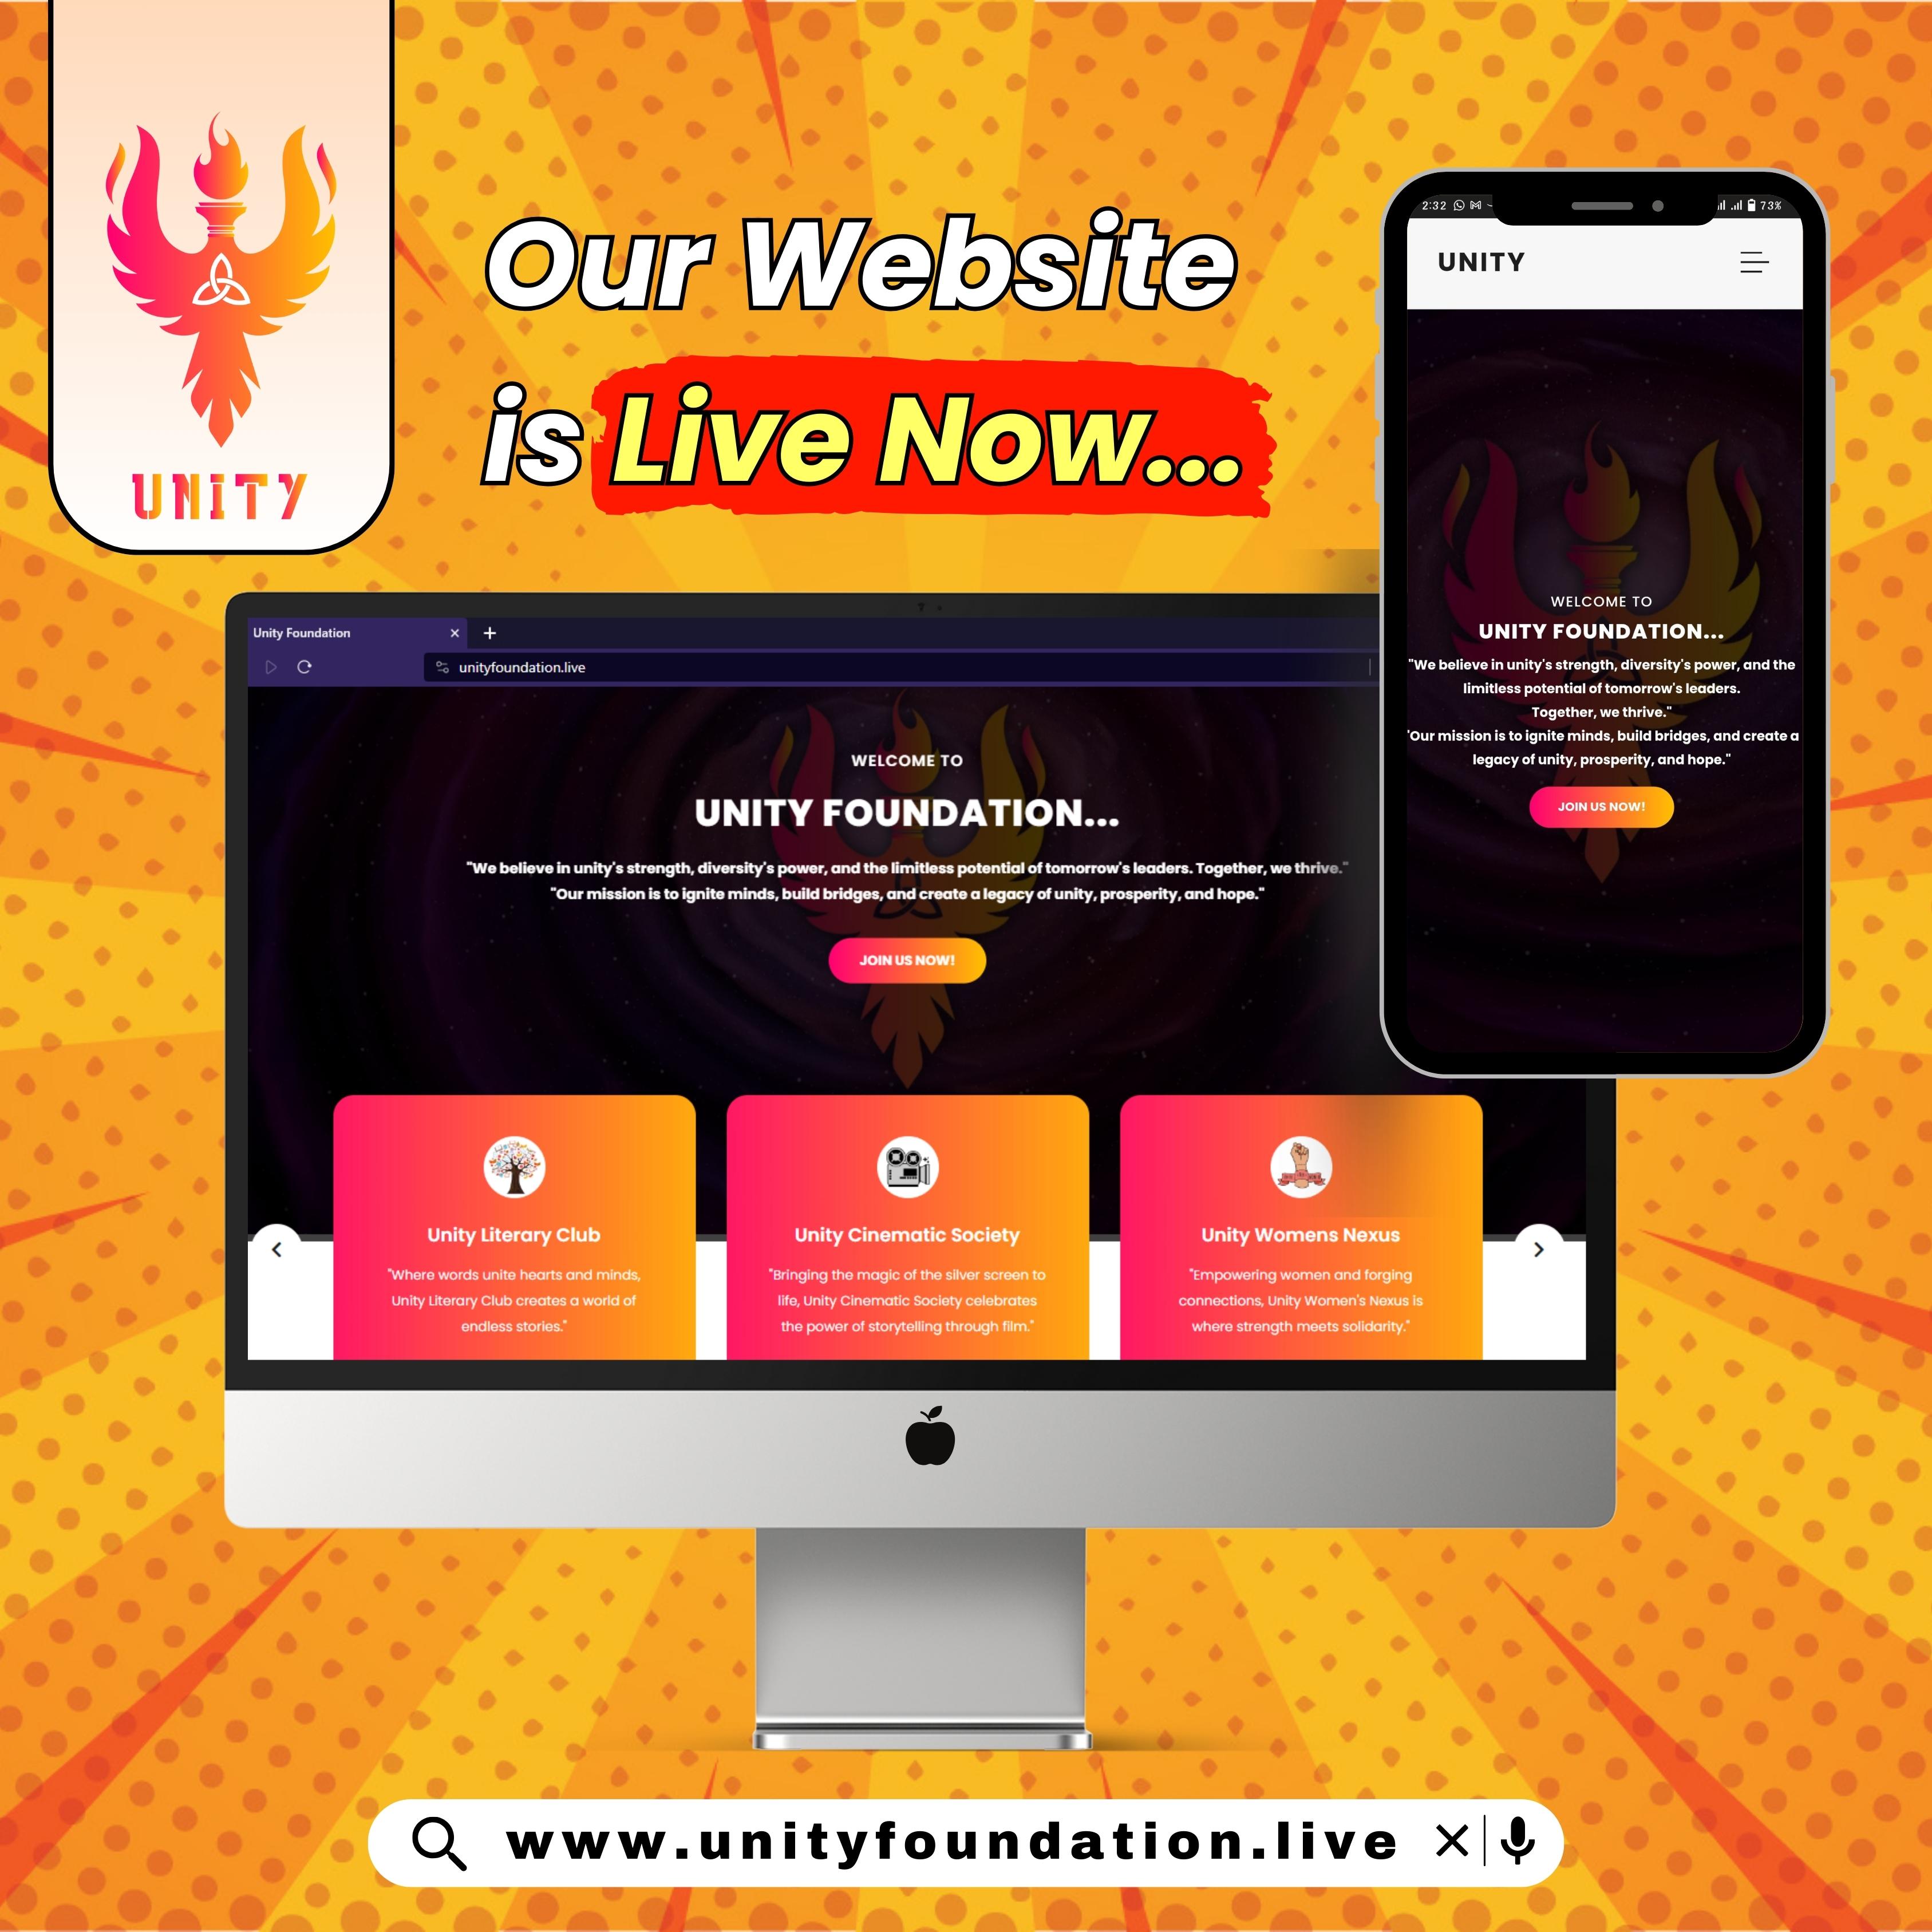 UNITY
Our Website
is Live Now...
2:32
73%
UNITY
WELCOME TO
UNITY FOUNDATION...
"We believe in unity's strength, diversity's power, and the
limitless potential of tomorrow's leaders.
Together, we thrive."
"Our mission is to ignite minds, build bridges, and create a
legacy of unity, prosperity, and hope."
JOIN US NOW!
Unity Foundation
unityfoundation.live
WELCOME TO
UNITY FOUNDATION...
"We believe in unity's strength, diversity's power, and the limitless potential of tomorrow's leaders. Together, we thrive."
"Our mission is to ignite minds, build bridges, and create a legacy of unity, prosperity, and hope."
JOIN US NOW!
Unity Literary Club
"Where words unite hearts and minds,
Unity Literary Club creates a world of
endless stories."
Unity Cinematic Society
"Bringing the magic of the silver screen to
life, Unity Cinematic Society celebrates
the power of storytelling through film."
Unity Womens Nexus
"Empowering women and forging
connections, Unity Women's Nexus is
where strength meets solidarity."
www.unityfoundation.live